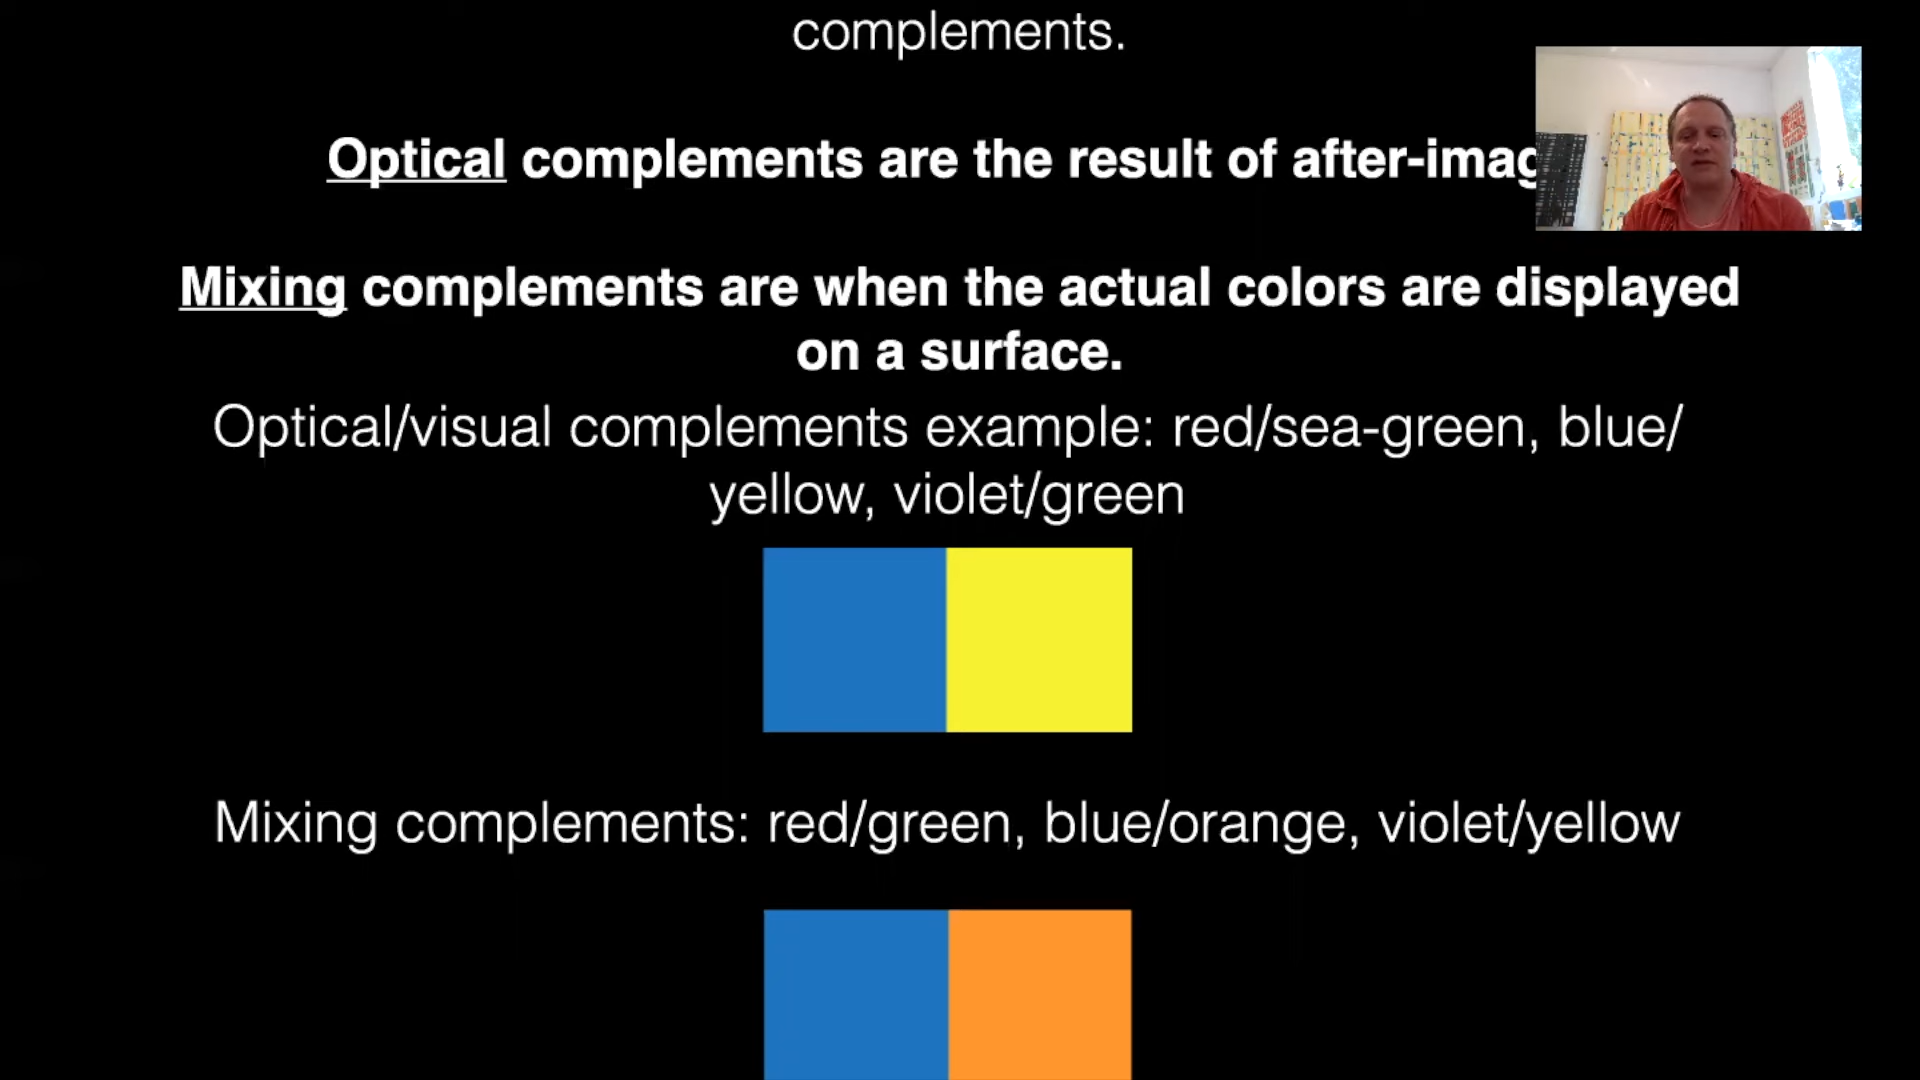 complements.
Optical complements are the result of after-imag
Mixing complements are when the actual colors are displayed
on a surface.
Optical/visual complements example: red/sea-green, blue/
yellow, violet/green
Mixing complements: red/green, blue/orange, violet/yellow